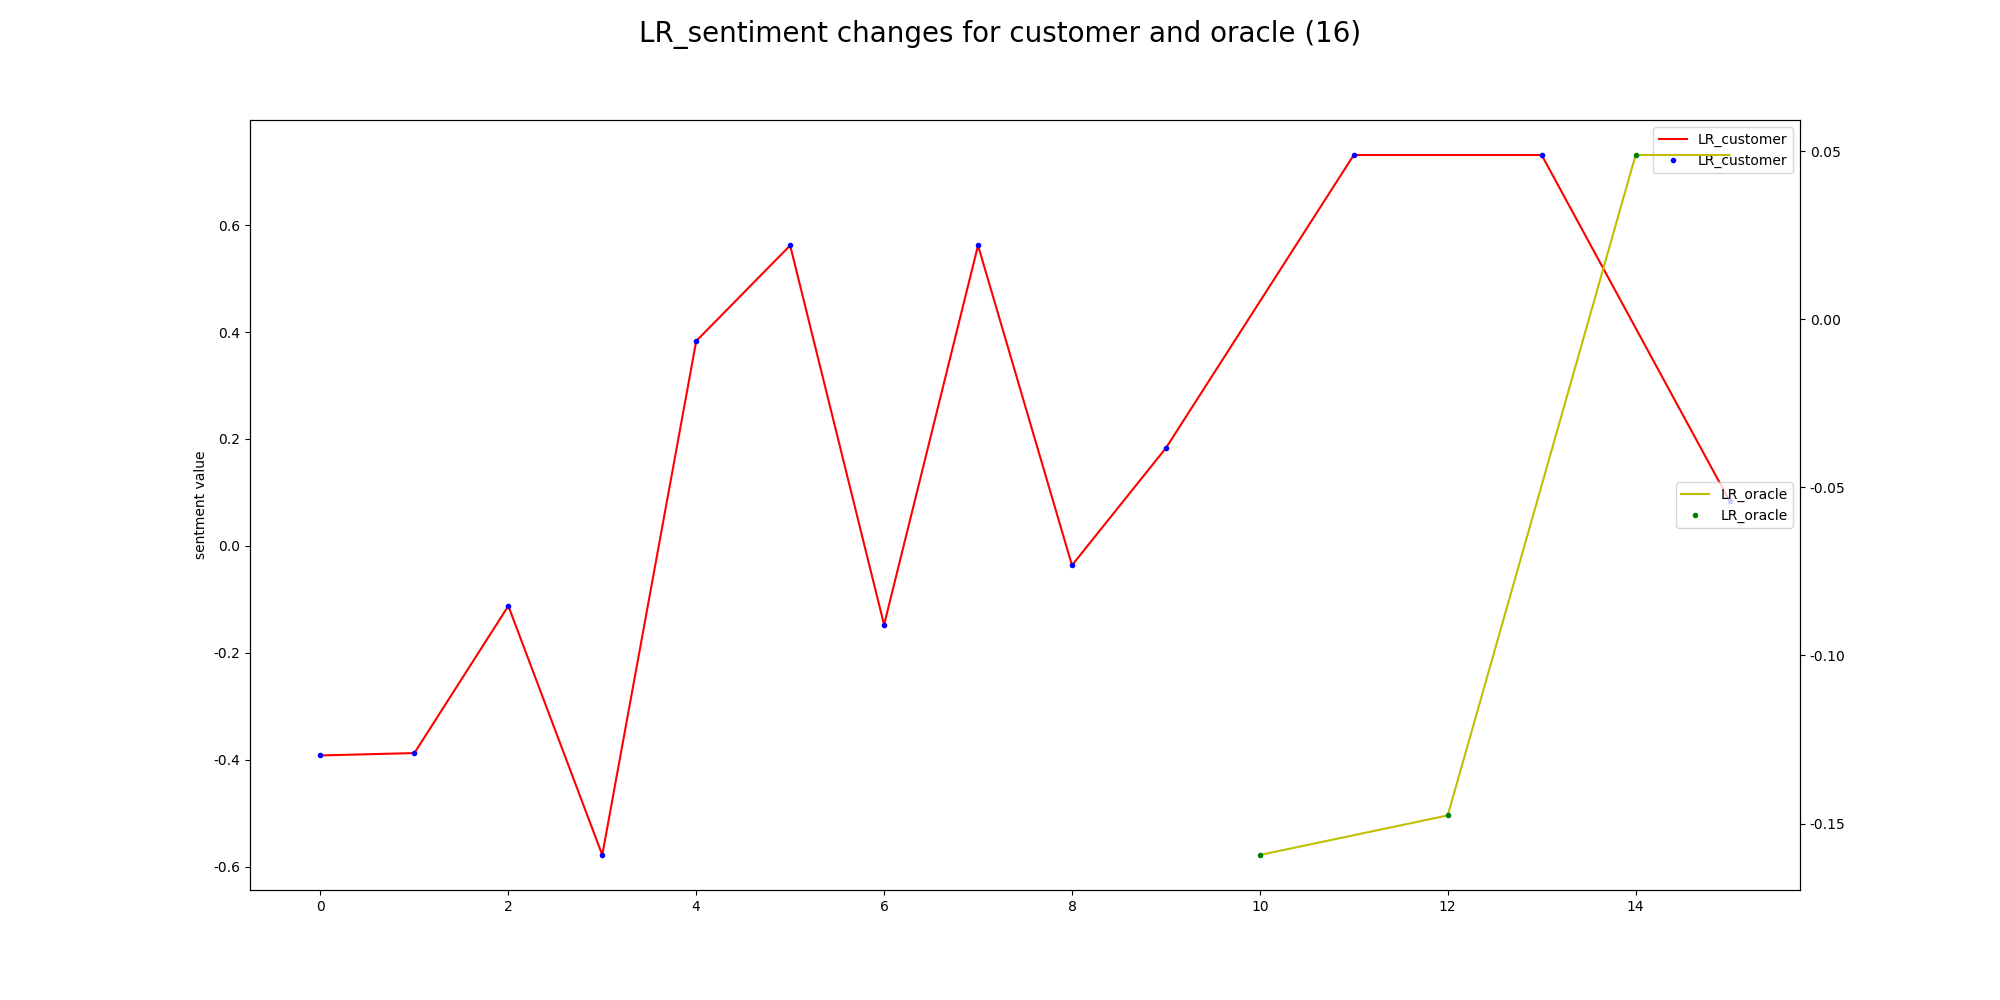 LR_sentiment changes for customer and oracle (16)
LR_customer
LR_customer
0.05
0.6
0.00
0.4
0.2
sentment value
-0.05
LR_oracle
LR_oracle
0.0
-0.2
-0.10
-0.4
-0.15
-0.6
0 2 4 6 8 10 12 14